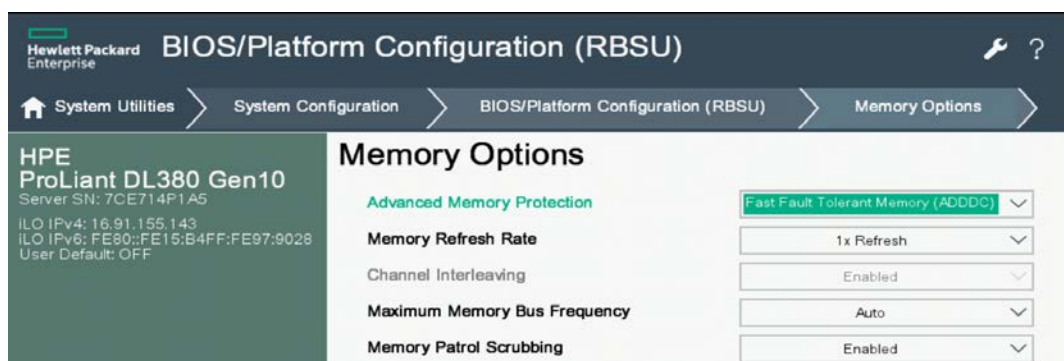 Hewlett Packard
Enterprise
BIOS/Platform Configuration (RBSU)
?
System Utilities
System Configuration
BIOS/Platform Configuration (RBSU)
Memory Options
HPE
ProLiant DL380 Gen10
Server SN: 7CE714P1A5
iLO IPv4: 16.91.155.143
iLO IPv6: FE80::FE15:B4FF:FE97:9028
User Default: OFF
Memory Options
Advanced Memory Protection Fast Fault Tolerant Memory (ADDDC)
Memory Refresh Rate 1x Refresh
Channel Interleaving Enabled
Maximum Memory Bus Frequency Auto
Memory Patrol Scrubbing Enabled